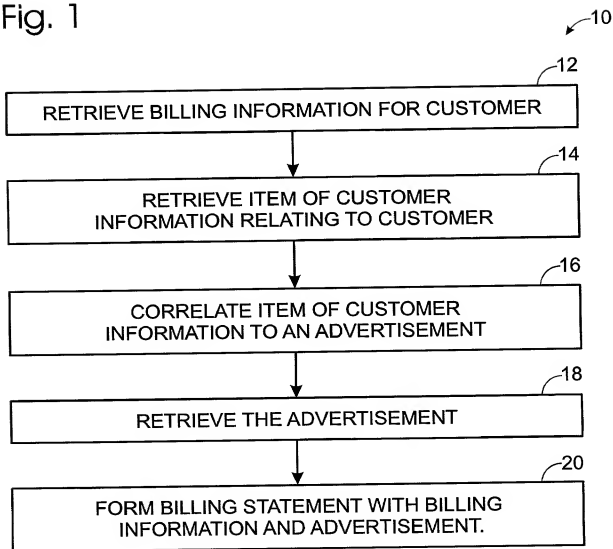 Fig. 1
10
12
RETRIEVE BILLING INFORMATION FOR CUSTOMER
14
RETRIEVE ITEM OF CUSTOMER
INFORMATION RELATING TO CUSTOMER
16
CORRELATE ITEM OF CUSTOMER
INFORMATION TO AN ADVERTISEMENT
18
RETRIEVE THE ADVERTISEMENT
20
FORM BILLING STATEMENT WITH BILLING
INFORMATION AND ADVERTISEMENT.